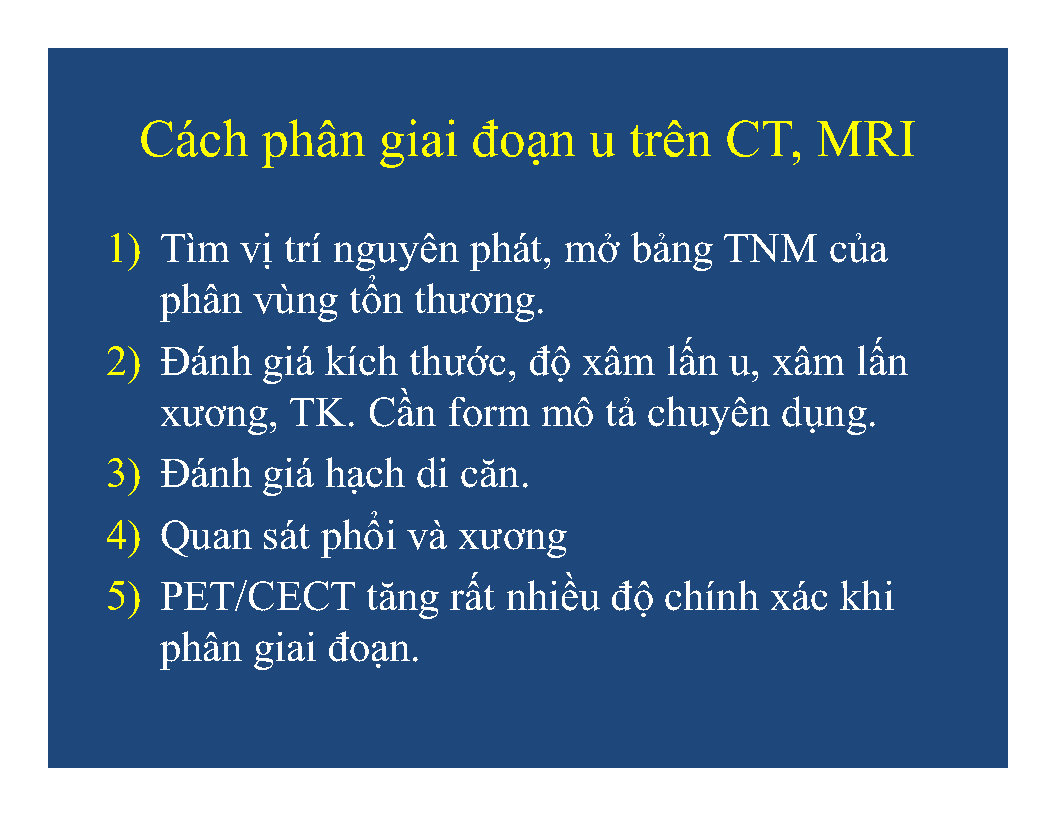 Cách phân giai đoạn u trên CT, MRI
1) Tìm vị trí nguyên phát, mở bảng TNM của
phân vùng tổn thương.
2) Đánh giá kích thước, độ xâm lấn u, xâm lấn
xương, TK. Cần form mô tả chuyên dụng.
3) Đánh giá hạch di căn.
4) Quan sát phổi và xương
5) PET/CECT tăng rất nhiều độ chính xác khi
phân giai đoạn.